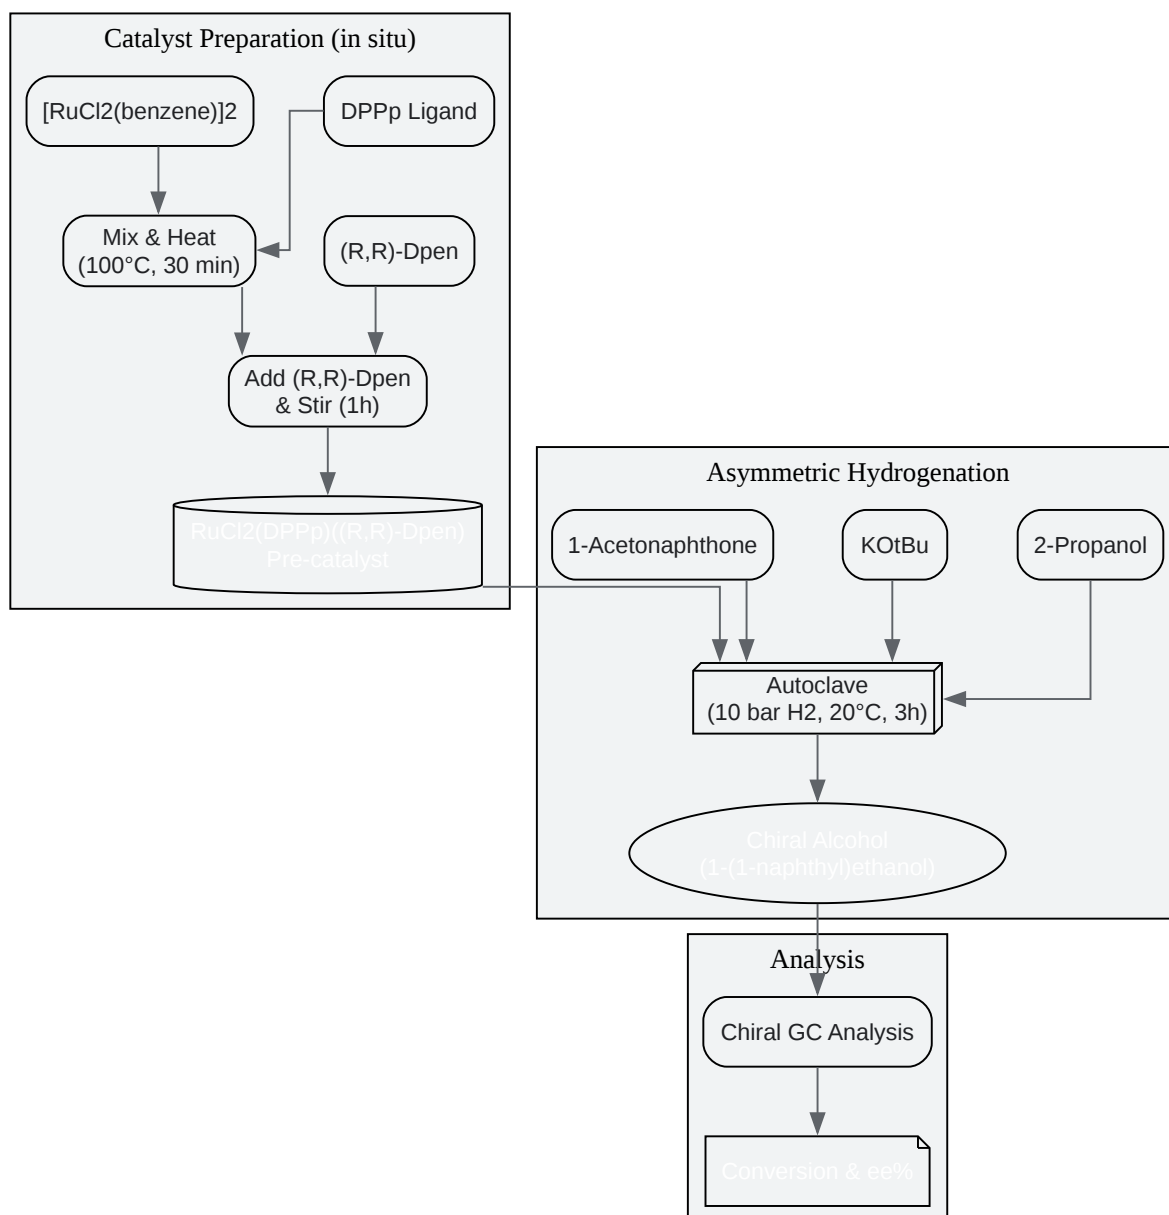 Catalyst Preparation (in situ)
[RuCl2(benzene)]2
DPPp Ligand
Mix & Heat
(100°C, 30 min)
(R,R)-Dpen
Add (R,R)-Dpen
& Stir (1h)
RuCl2(DPPp)((R,R)-Dpen)
Pre-catalyst
Asymmetric Hydrogenation
1-Acetonaphthone
KOtBu
2-Propanol
Autoclave
(10 bar H2, 20°C, 3h)
Chiral Alcohol
(1-(1-naphthyl)ethanol)
Analysis
Chiral GC Analysis
Conversion & ee%